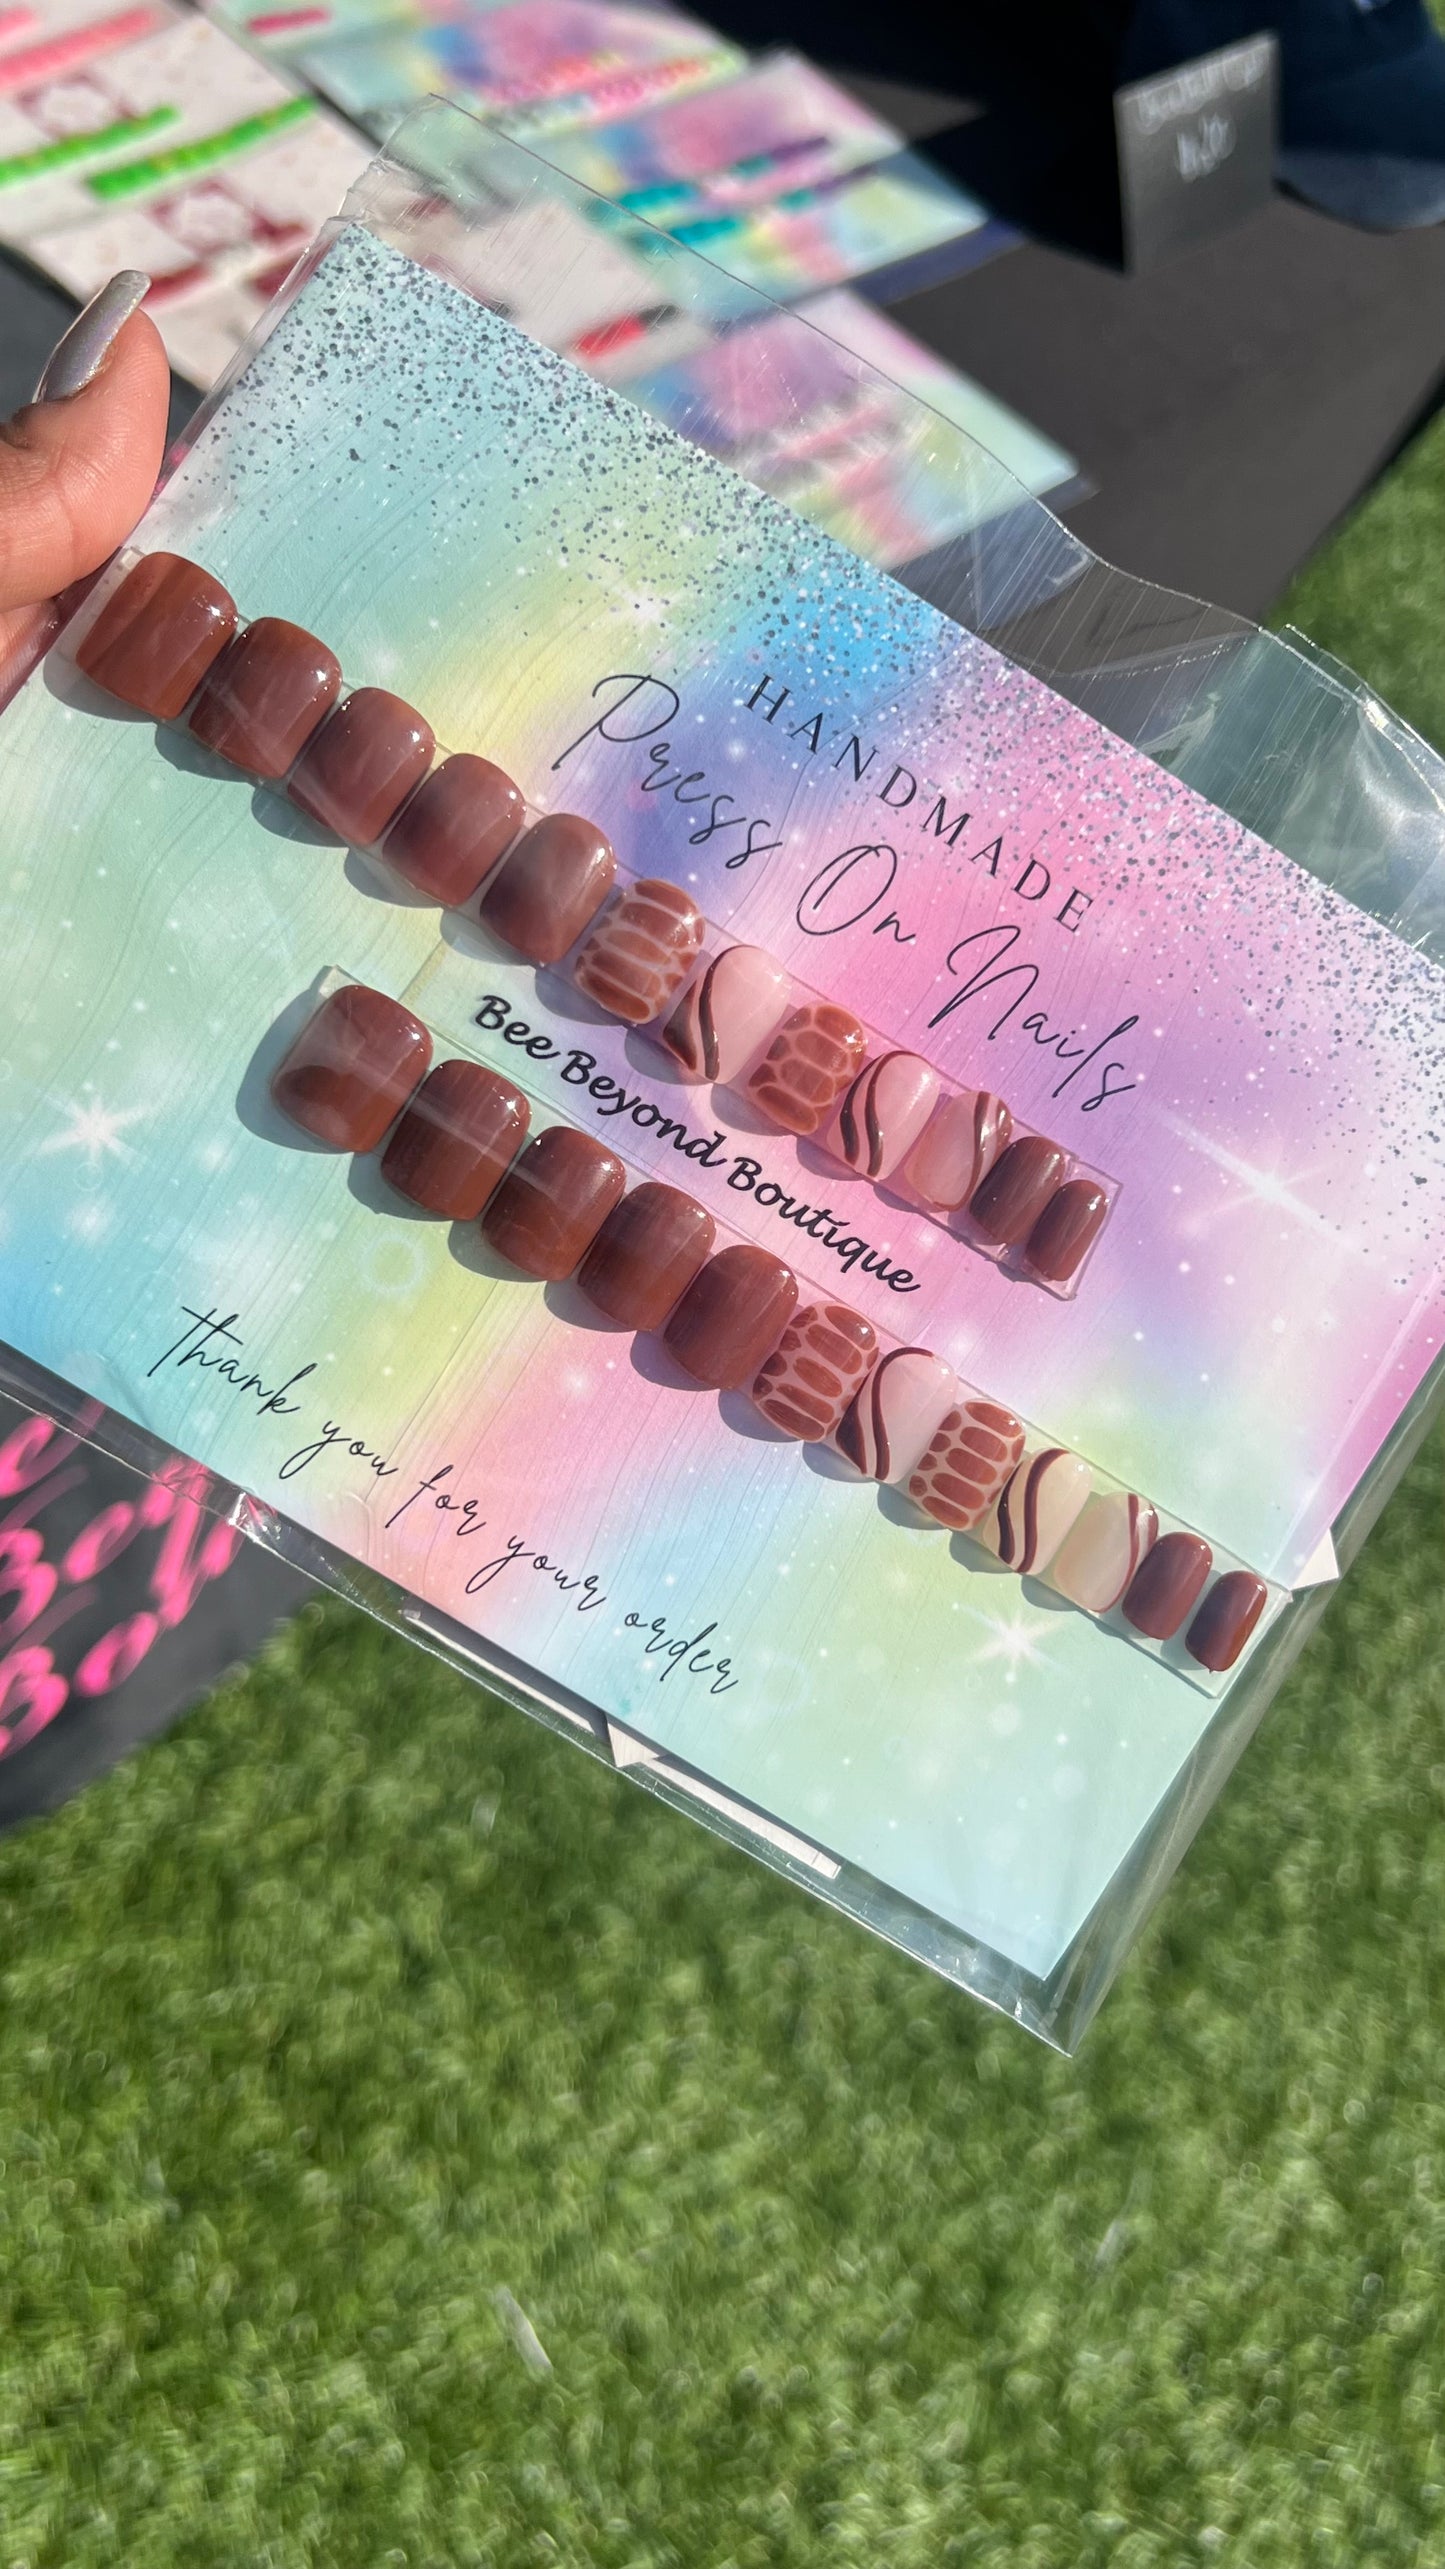 HANDMADE
Press On Nails
Bee Beyond Boutique
Thank you for your order